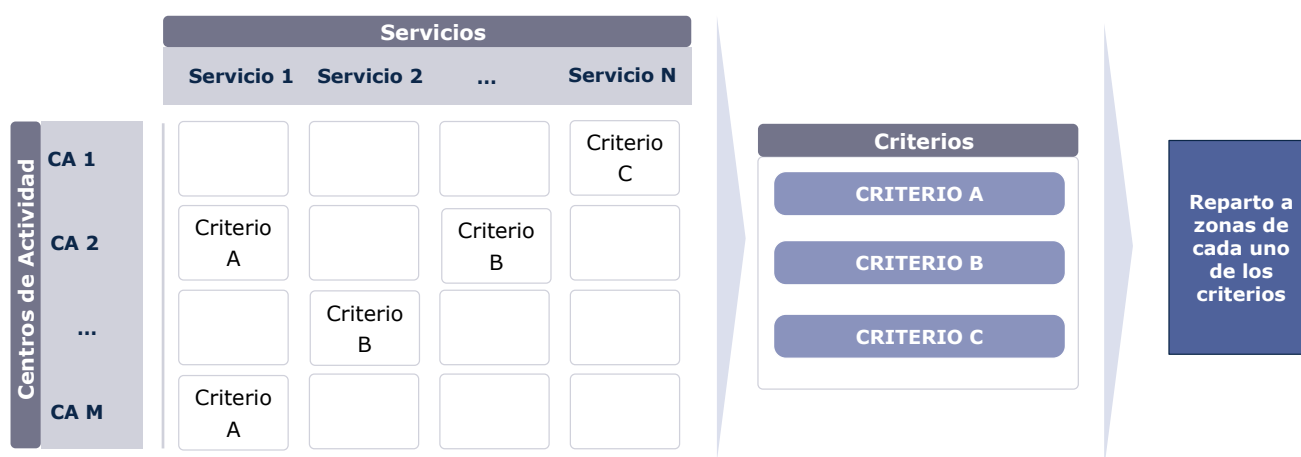 Servicios
Servicio 1 Servicio 2 ... Servicio N
Centros de Actividad
CA 1
Criterio
C
CA 2
Criterio
A
Criterio
B
...
Criterio
B
CA M
Criterio
A
Criterios
CRITERIO A
CRITERIO B
CRITERIO C
Reparto a
zonas de
cada uno
de los
criterios